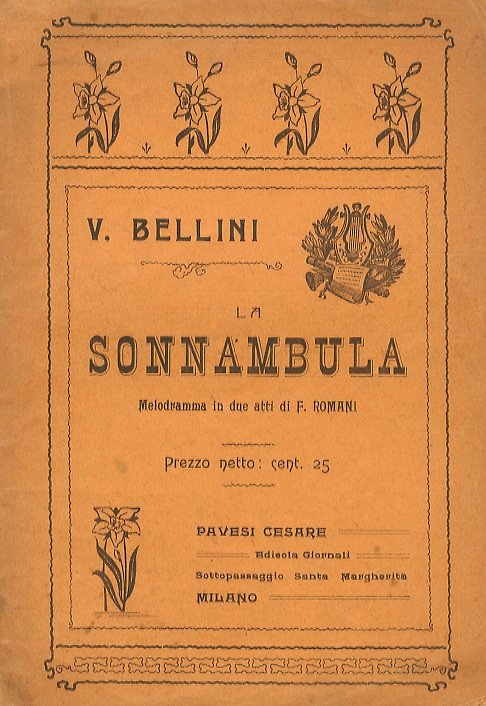 V. BELLINI
LA
SONNAMBULA
Melodramma in due atti di F. ROMANI
Prezzo netto: cent. 25
PAVESI CESARE
Edicola Giornali
Sottopassaggio Santa Margherita
MILANO